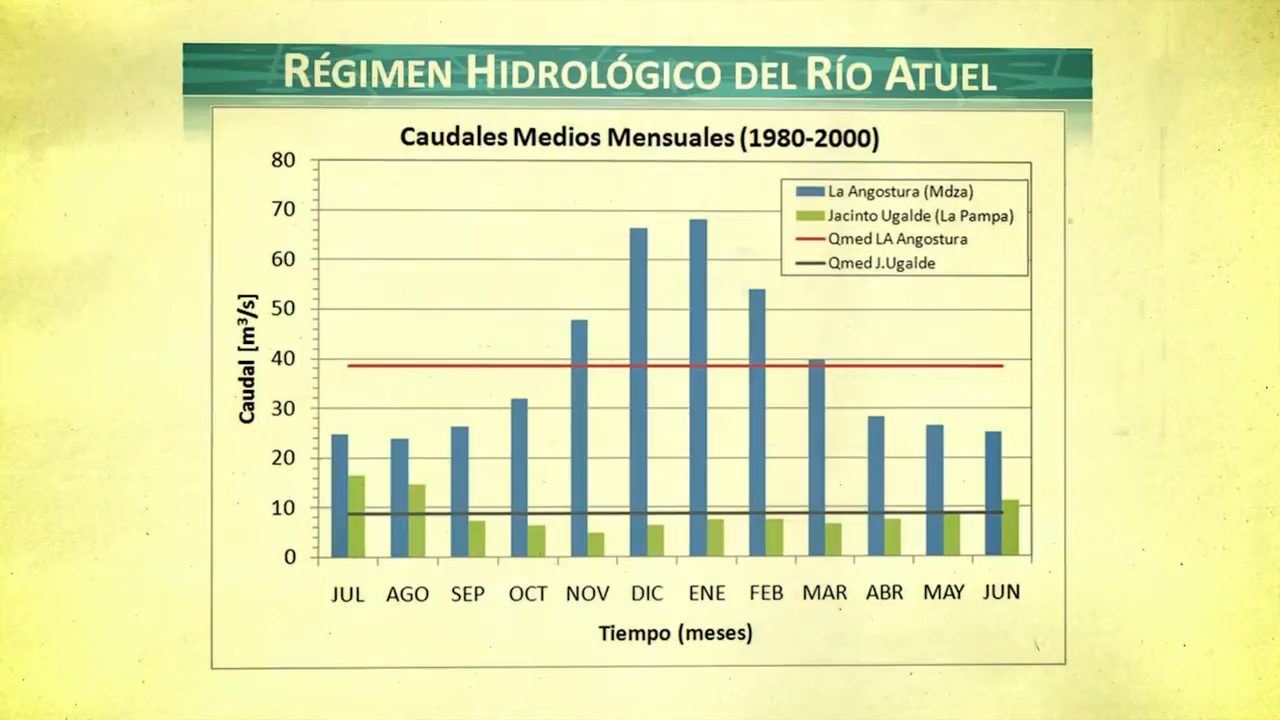 RÉGIMEN HIDROLÓGICO DEL RÍO ATUEL
Caudales Medios Mensuales (1980-2000)
80
70
60
50
40
30
20
10
0
Caudal [m³/s]
La Angostura (Mdza)
Jacinto Ugalde (La Pampa)
Qmed LA Angostura
Qmed J.Ugalde
JUL AGO SEP OCT NOV DIC ENE FEB MAR ABR MAY JUN
Tiempo (meses)